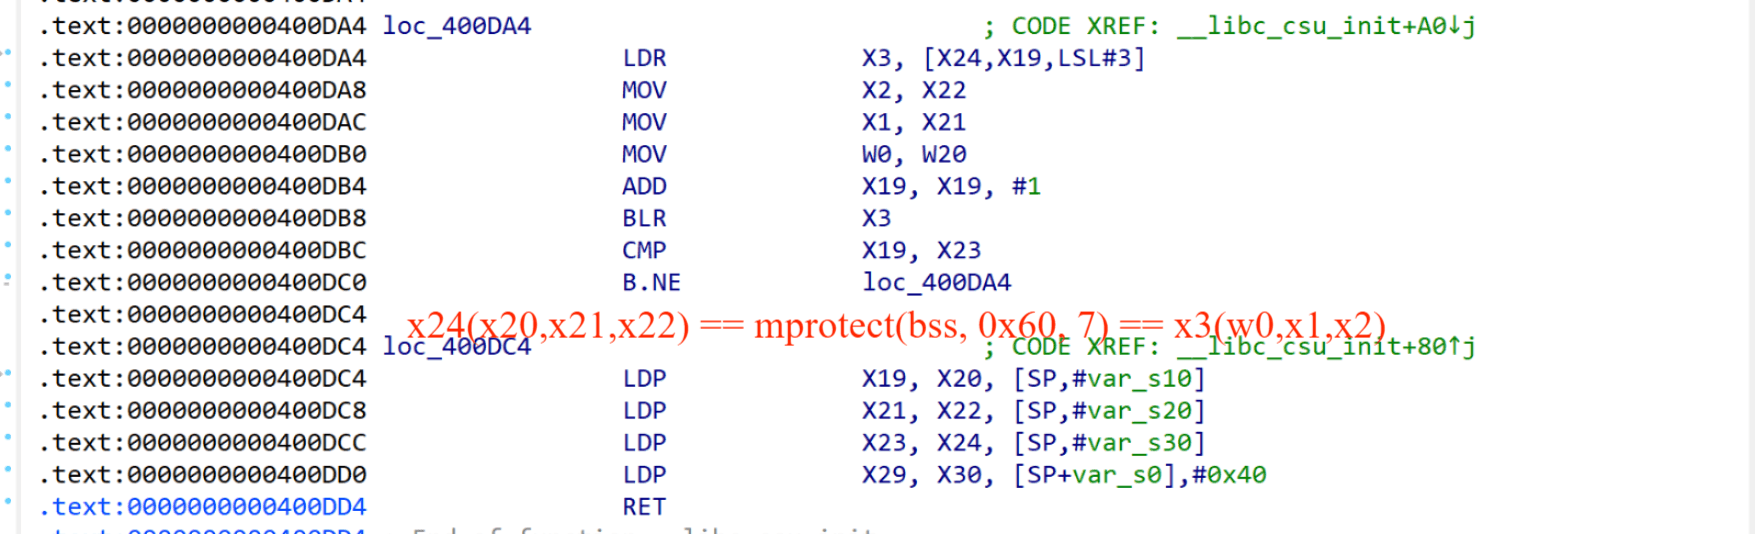 .text:0000000000400DA4 loc_400DA4 ; CODE XREF: __libc_csu_init+A0↓j
.text:0000000000400DA4 LDR X3, [X24,X19,LSL#3]
.text:0000000000400DA8 MOV X2, X22
.text:0000000000400DAC MOV X1, X21
.text:0000000000400DB0 MOV W0, W20
.text:0000000000400DB4 ADD X19, X19, #1
.text:0000000000400DB8 BLR X3
.text:0000000000400DBC CMP X19, X23
.text:0000000000400DC0 B.NE loc_400DA4
.text:0000000000400DC4
x24(x20,x21,x22) == mprotect(bss, 0x60, 7) == x3(w0,x1,x2)
.text:0000000000400DC4 loc_400DC4 ; CODE XREF: __libc_csu_init+80↑j
.text:0000000000400DC4 LDP X19, X20, [SP,#var_s10]
.text:0000000000400DC8 LDP X21, X22, [SP,#var_s20]
.text:0000000000400DCC LDP X23, X24, [SP,#var_s30]
.text:0000000000400DD0 LDP X29, X30, [SP+var_s0],#0x40
.text:0000000000400DD4 RET